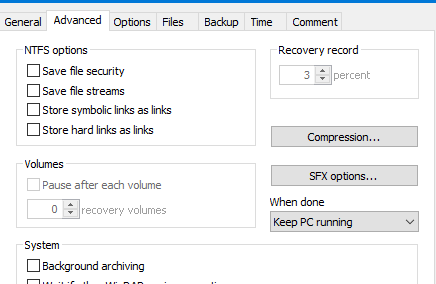 General Advanced Options Files Backup Time Comment
NTFS options
Save file security
Save file streams
Store symbolic links as links
Store hard links as links
Recovery record
3 percent
Compression...
SFX options...
Volumes
Pause after each volume
0 recovery volumes
When done
Keep PC running
System
Background archiving